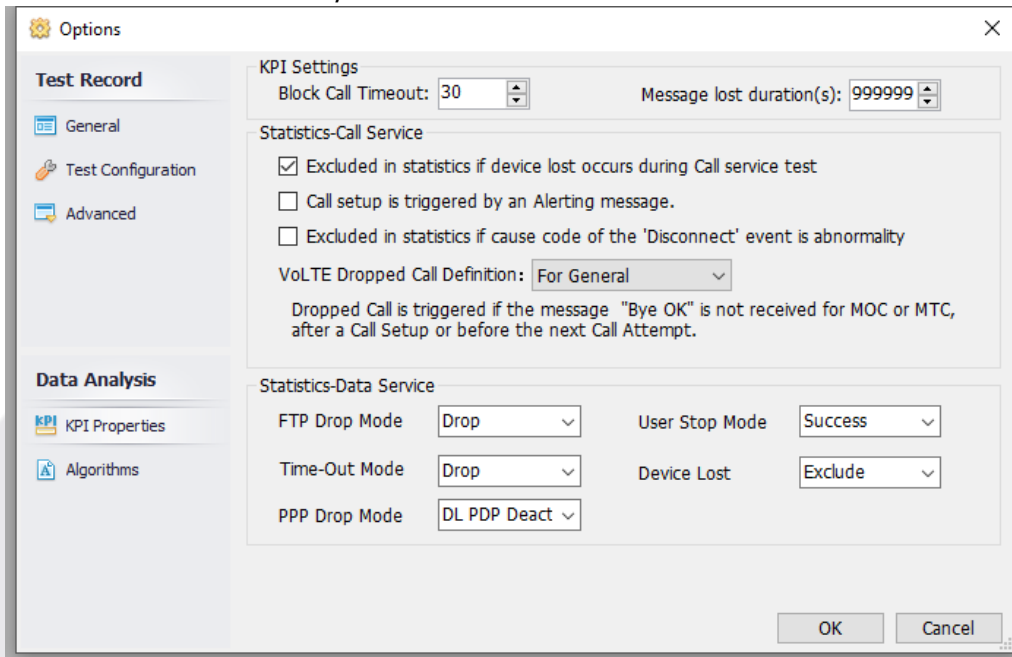 Options
Test Record
General
Test Configuration
Advanced
Data Analysis
KPI Properties
Algorithms
KPI Settings
Block Call Timeout: 30 Message lost duration(s): 999999
Statistics-Call Service
Excluded in statistics if device lost occurs during Call service test
Call setup is triggered by an Alerting message.
Excluded in statistics if cause code of the 'Disconnect' event is abnormality
VoLTE Dropped Call Definition: For General
Dropped Call is triggered if the message "Bye OK" is not received for MOC or MTC,
after a Call Setup or before the next Call Attempt.
Statistics-Data Service
FTP Drop Mode Drop User Stop Mode Success
Time-Out Mode Drop Device Lost Exclude
PPP Drop Mode DL PDP Deact
OK Cancel